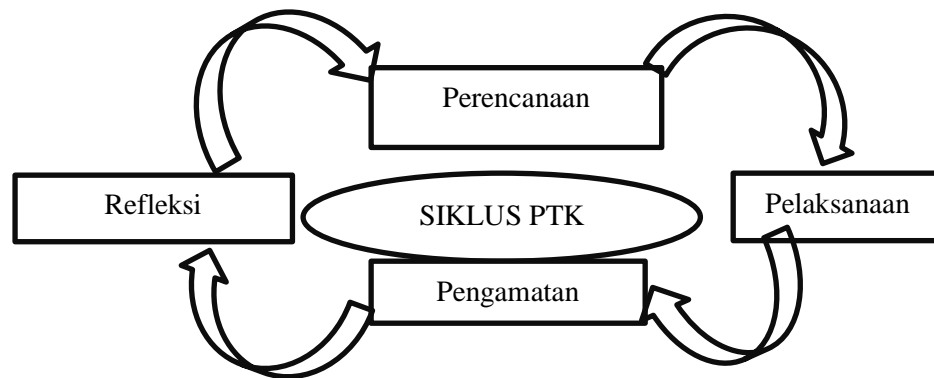 Perencanaan
Refleksi
SIKLUS PTK
Pelaksanaan
Pengamatan